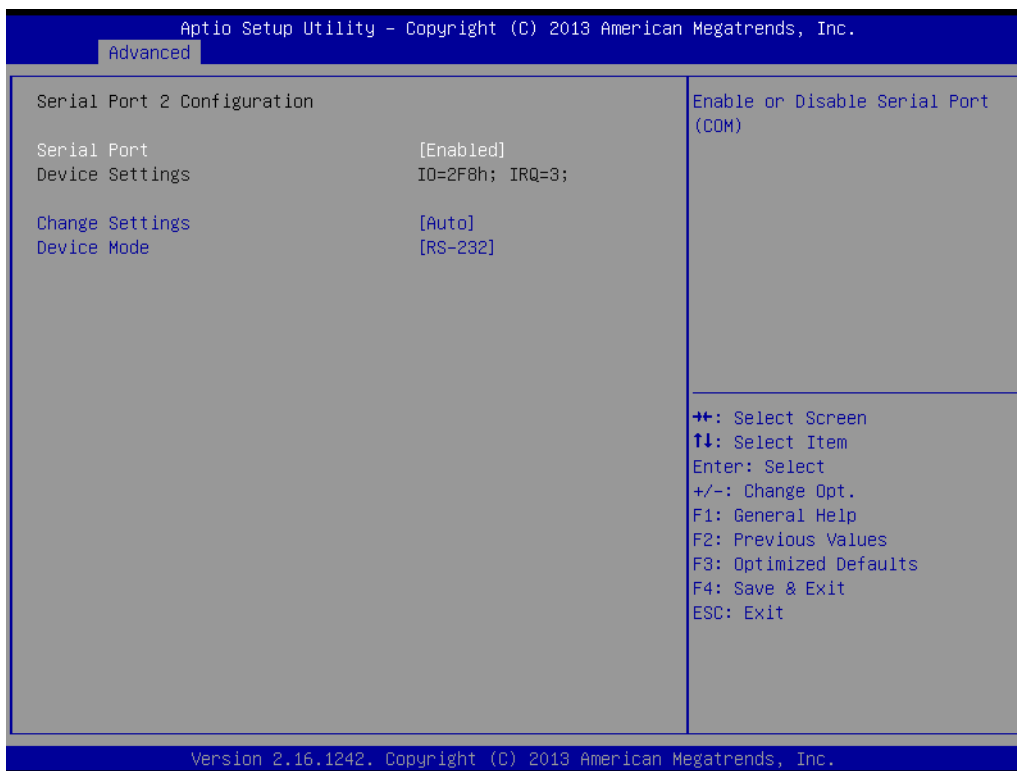 Aptio Setup Utility – Copyright (C) 2013 American Megatrends, Inc.
Advanced
Serial Port 2 Configuration
Serial Port [Enabled]
Device Settings IO=2F8h; IRQ=3;
Change Settings [Auto]
Device Mode [RS-232]
Enable or Disable Serial Port
(COM)
→←: Select Screen
↑↓: Select Item
Enter: Select
+/-: Change Opt.
F1: General Help
F2: Previous Values
F3: Optimized Defaults
F4: Save & Exit
ESC: Exit
Version 2.16.1242. Copyright (C) 2013 American Megatrends, Inc.